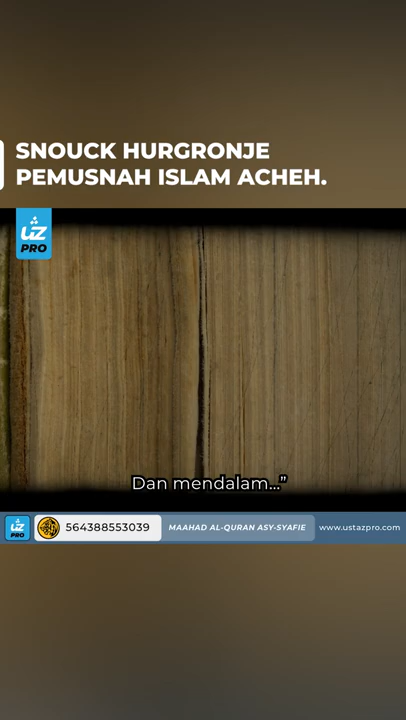 SNOUCK HURGRONJE
PEMUSNAH ISLAM ACHEH.
UZ
PRO
Dan mendalam..."
UZ
PRO
564388553039
MAAHAD AL-QURAN ASY-SYAFIE
www.ustazpro.com